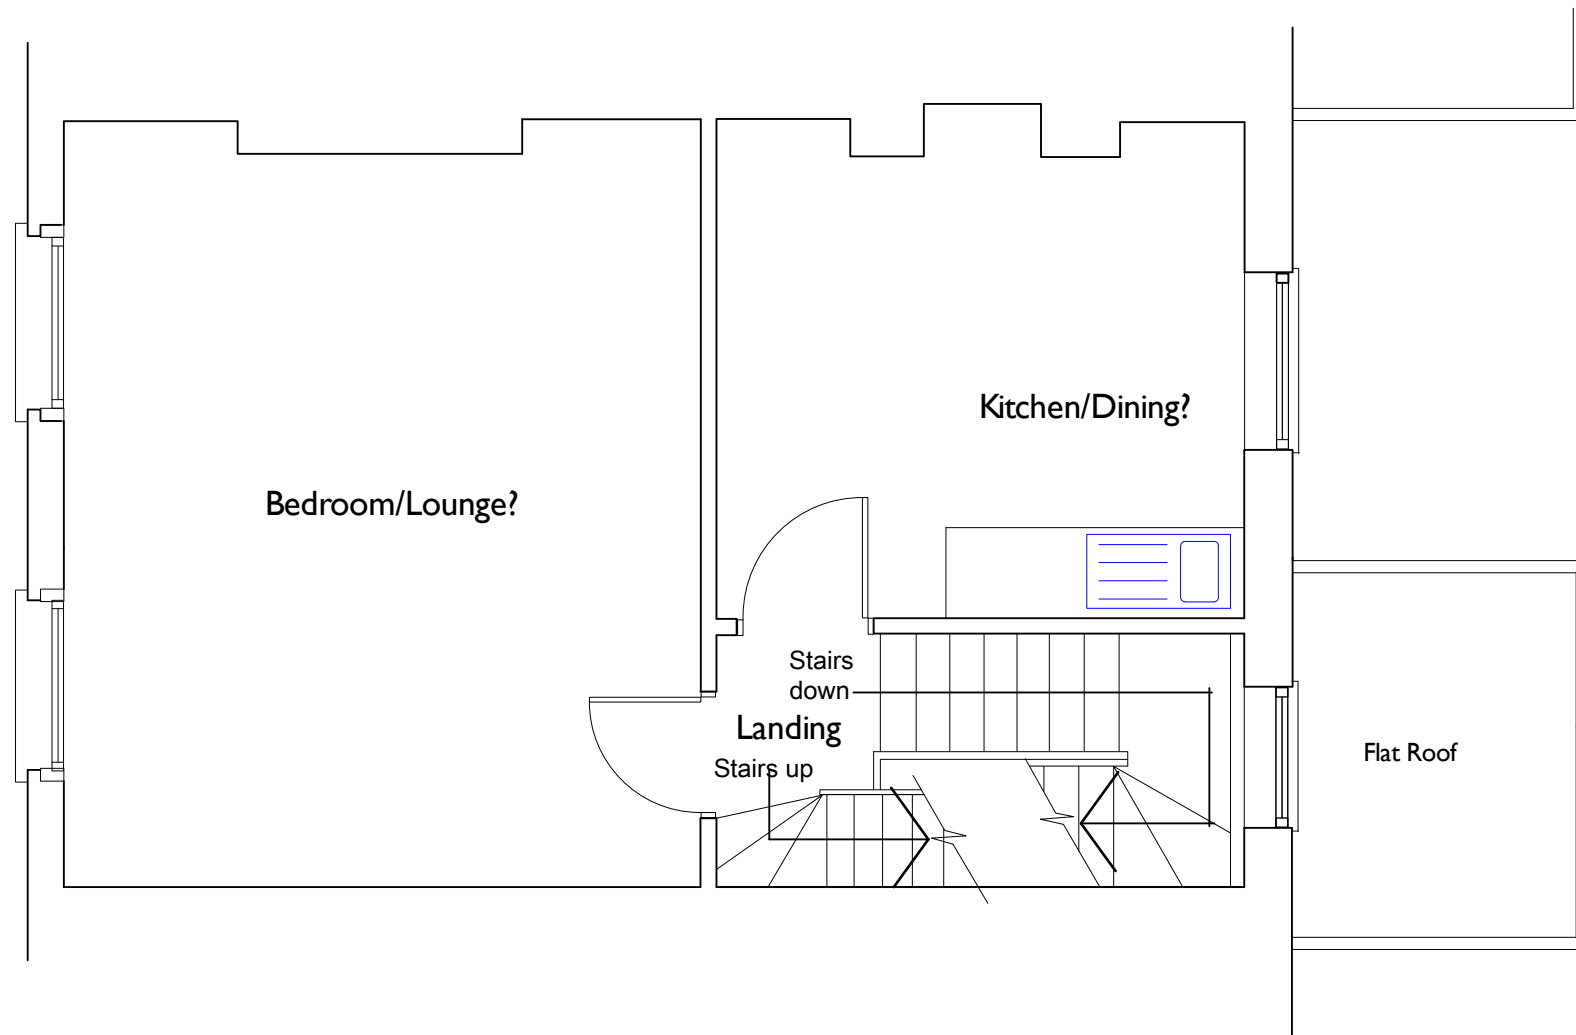 Kitchen/Dining?
Bedroom/Lounge?
Stairs
down
Landing
Stairs up
Flat Roof